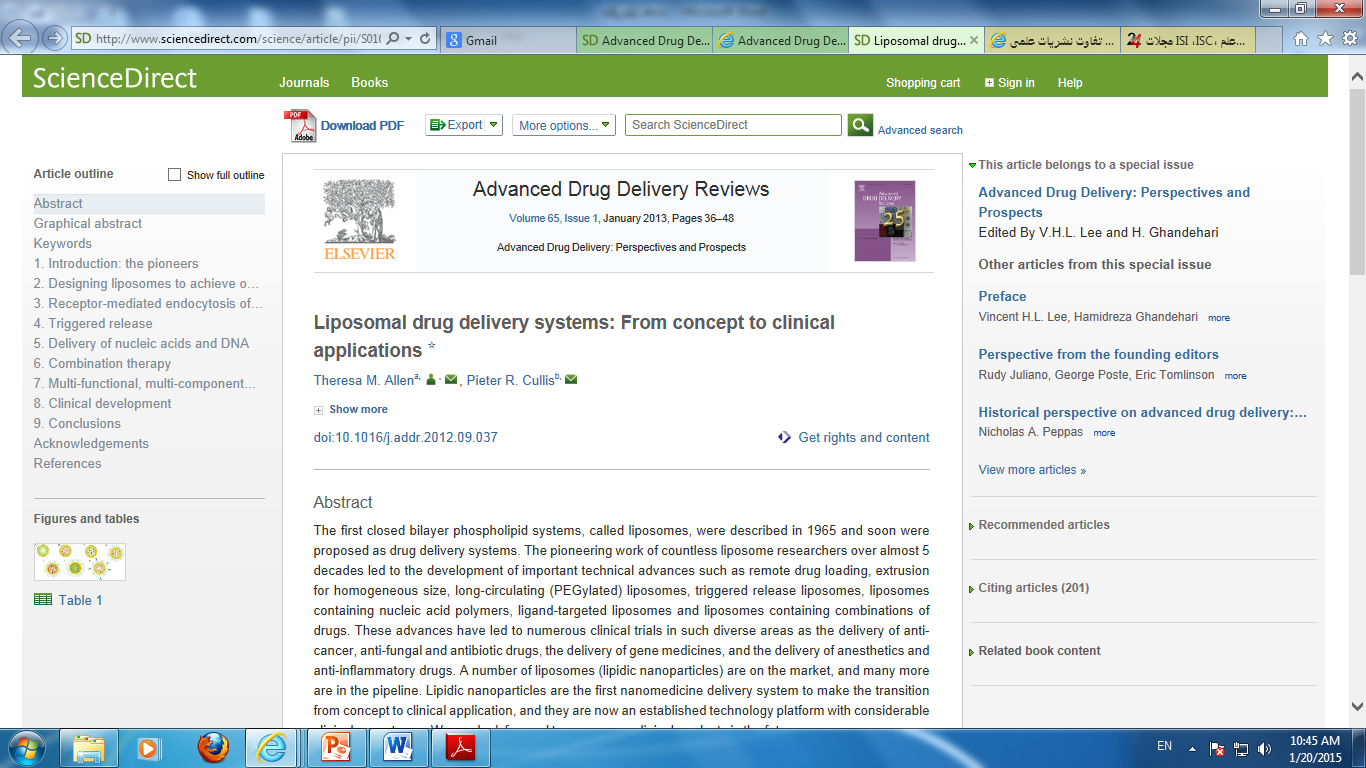 http://www.sciencedirect.com/science/article/pii/S016
Gmail
Advanced Drug De...
Advanced Drug De...
Liposomal drug...
تفاوت نشریات علمی ...
مجلات ISI ،ISC، علم...
ScienceDirect
Journals
Books
Shopping cart
Sign in
Help
PDF
Adobe
Download PDF
Export
More options...
Search ScienceDirect
Advanced search
Article outline
Show full outline
Abstract
Graphical abstract
Keywords
1. Introduction: the pioneers
2. Designing liposomes to achieve o...
3. Receptor-mediated endocytosis of...
4. Triggered release
5. Delivery of nucleic acids and DNA
6. Combination therapy
7. Multi-functional, multi-component...
8. Clinical development
9. Conclusions
Acknowledgements
References
Figures and tables
Table 1
ELSEVIER
Advanced Drug Delivery Reviews
Volume 65, Issue 1, January 2013, Pages 36–48
Advanced Drug Delivery: Perspectives and Prospects
DRUG DELIVERY
25
Liposomal drug delivery systems: From concept to clinical
applications ☆
Theresa M. Allen a, , Pieter R. Cullis b,
Show more
doi:10.1016/j.addr.2012.09.037
Get rights and content
Abstract
The first closed bilayer phospholipid systems, called liposomes, were described in 1965 and soon were
proposed as drug delivery systems. The pioneering work of countless liposome researchers over almost 5
decades led to the development of important technical advances such as remote drug loading, extrusion
for homogeneous size, long-circulating (PEGylated) liposomes, triggered release liposomes, liposomes
containing nucleic acid polymers, ligand-targeted liposomes and liposomes containing combinations of
drugs. These advances have led to numerous clinical trials in such diverse areas as the delivery of anti-
cancer, anti-fungal and antibiotic drugs, the delivery of gene medicines, and the delivery of anesthetics and
anti-inflammatory drugs. A number of liposomes (lipidic nanoparticles) are on the market, and many more
are in the pipeline. Lipidic nanoparticles are the first nanomedicine delivery system to make the transition
from concept to clinical application, and they are now an established technology platform with considerable
This article belongs to a special issue
Advanced Drug Delivery: Perspectives and
Prospects
Edited By V.H.L. Lee and H. Ghandehari
Other articles from this special issue
Preface
Vincent H.L. Lee, Hamidreza Ghandehari more
Perspective from the founding editors
Rudy Juliano, George Poste, Eric Tomlinson more
Historical perspective on advanced drug delivery:...
Nicholas A. Peppas more
View more articles »
Recommended articles
Citing articles (201)
Related book content
EN
10:45 AM
1/20/2015